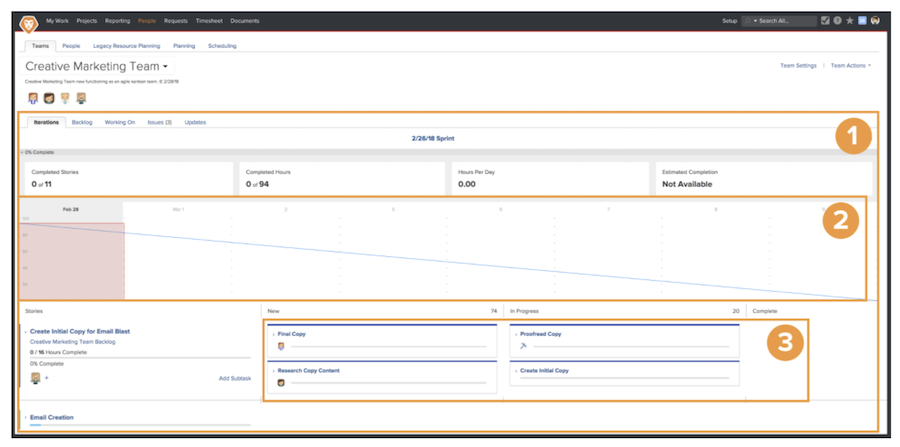 My Work Projects Reporting People Requests Timesheet Documents Setup Search All...
Teams People Legacy Resource Planning Planning Scheduling
Creative Marketing Team Team Settings Team Actions
Creative Marketing Team now functioning as an agile scrum team. 2/28/18
Iterations Backlog Working On Issues (3) Updates
1
2/26/18 Sprint
0% Complete
Completed Stories Completed Hours Hours Per Day Estimated Completion
0 of 11 0 of 94 0.00 Not Available
Feb 28 Mar 1 2 5 6 7 8 9
2
Stories New 74 In Progress 20 Complete
Create Initial Copy for Email Blast
Creative Marketing Team Backlog
0 / 16 Hours Complete
0% Complete
+ Add Subtask
Final Copy Proofread Copy
3
Research Copy Content Create Initial Copy
Email Creation